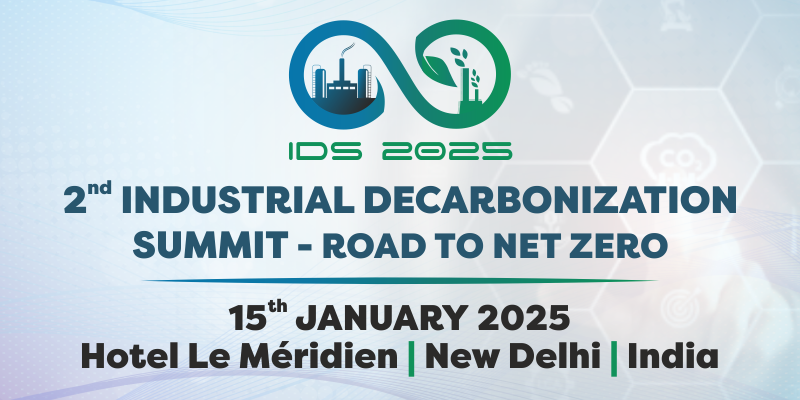 IDS 2025
2nd INDUSTRIAL DECARBONIZATION
SUMMIT - ROAD TO NET ZERO
15th JANUARY 2025
Hotel Le Méridien | New Delhi | India
CO2